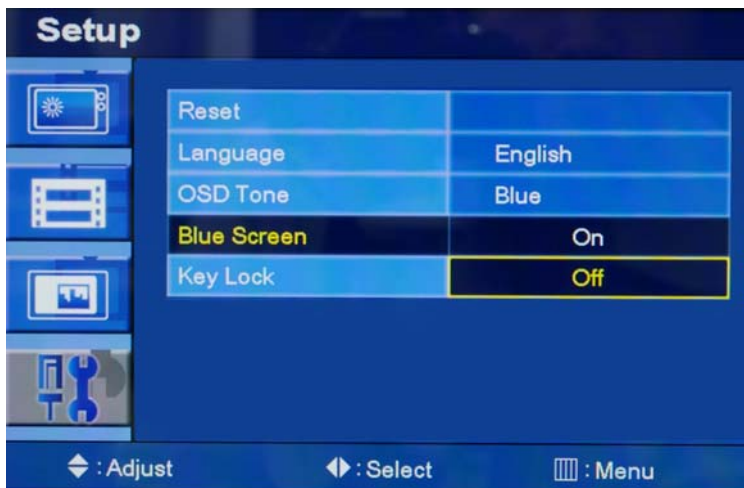 Setup
Reset
Language English
OSD Tone Blue
Blue Screen On
Key Lock Off
: Adjust : Select : Menu